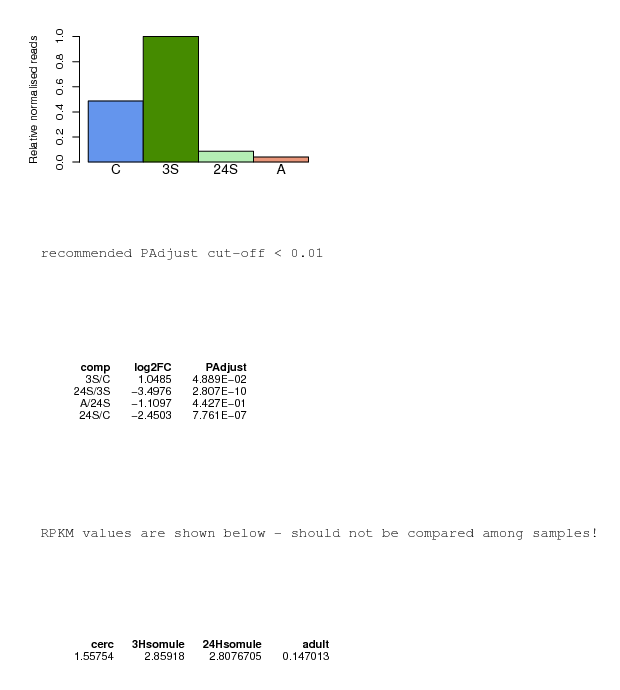 Relative normalised reads
1.0
0.8
0.6
0.4
0.2
0.0
C 3S 24S A
recommended PAdjust cut-off < 0.01
comp log2FC PAdjust
3S/C 1.0485 4.889E−02
24S/3S −3.4976 2.807E−10
A/24S −1.1097 4.427E−01
24S/C −2.4503 7.761E−07
RPKM values are shown below - should not be compared among samples!
cerc 3Hsomule 24Hsomule adult
1.55754 2.85918 2.8076705 0.147013